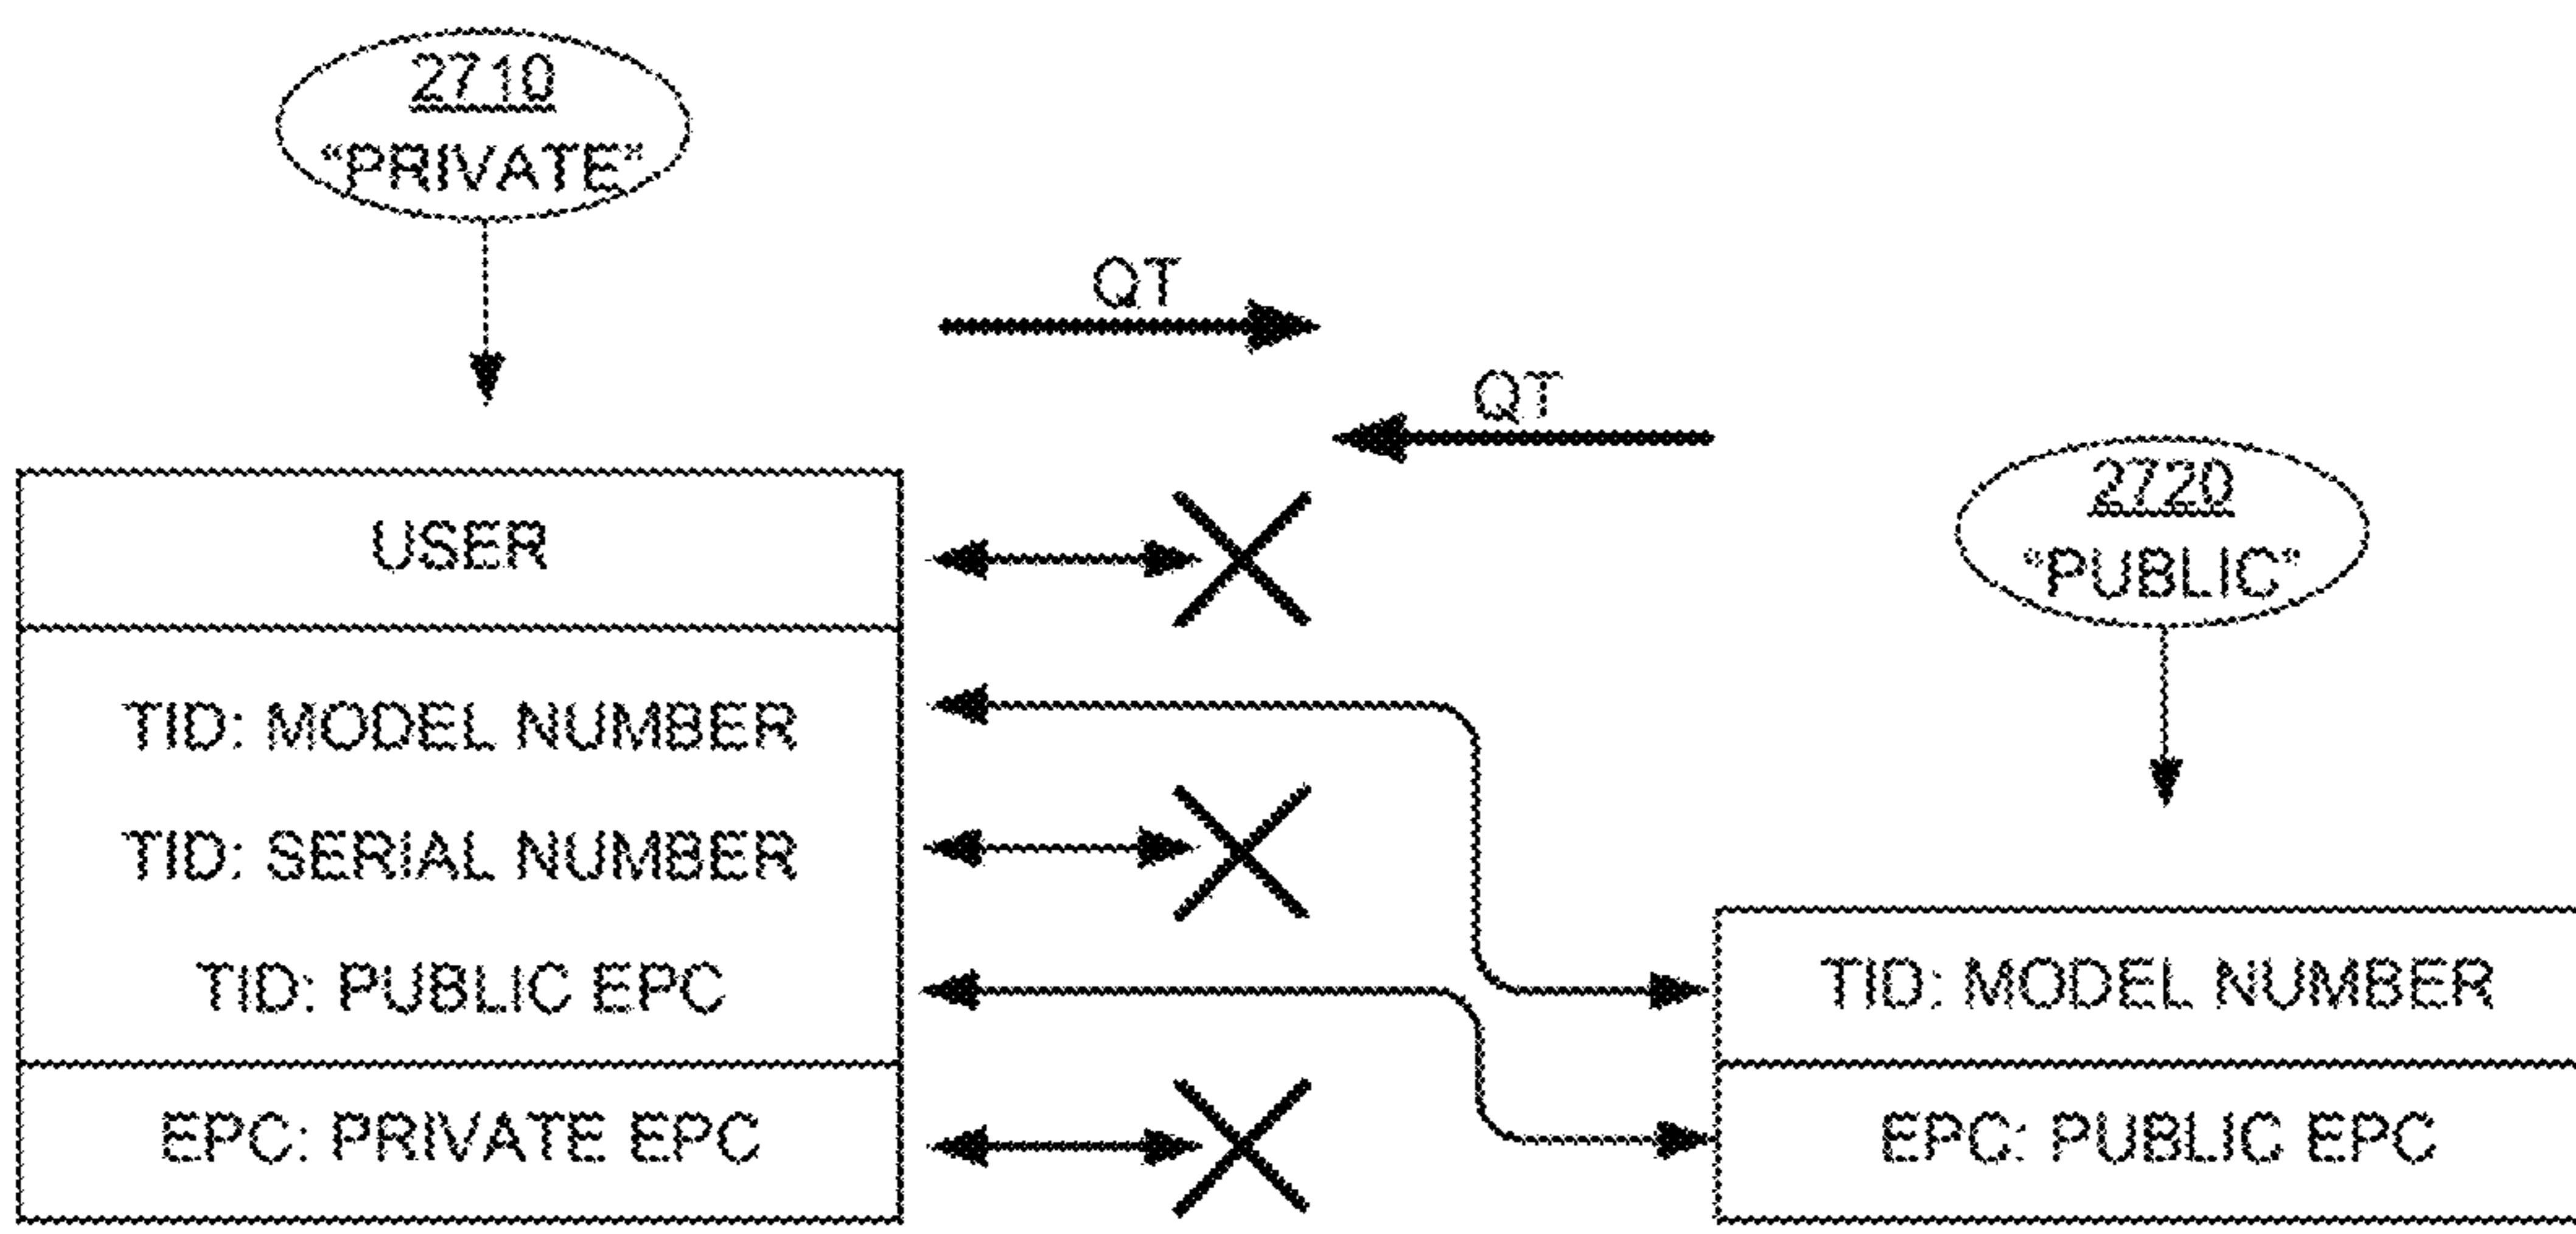 2710
“PRIVATE”
QT
QT
2720
“PUBLIC”
USER
TID: MODEL NUMBER
TID: SERIAL NUMBER
TID: PUBLIC EPC
EPC: PRIVATE EPC
TID: MODEL NUMBER
EPC: PUBLIC EPC